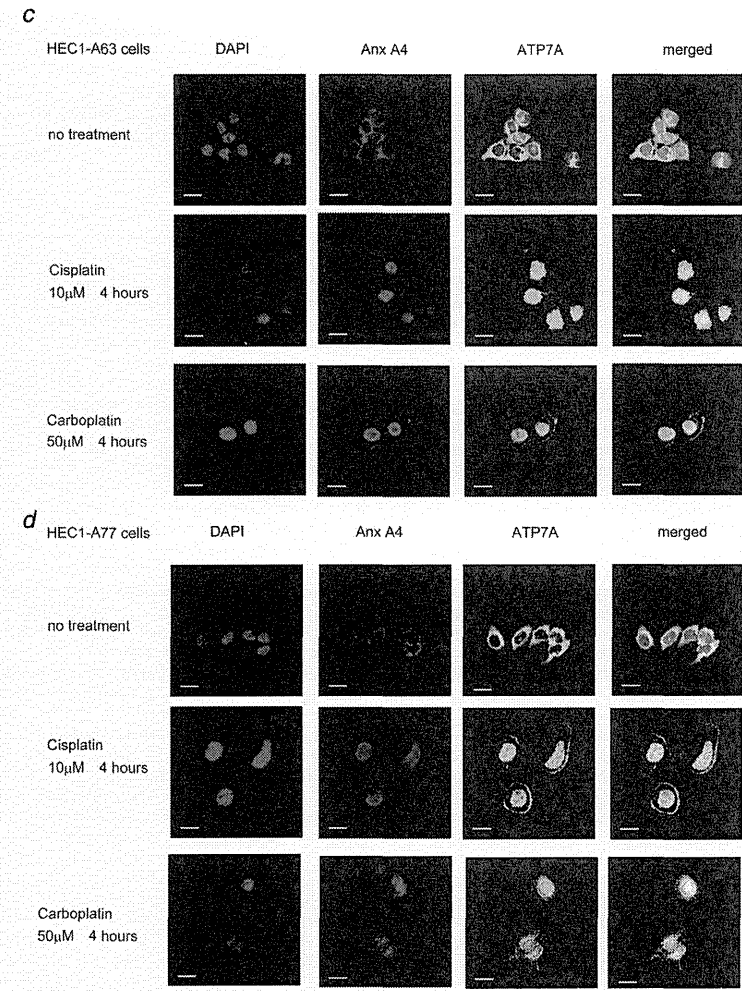 c
HEC1-A63 cells DAPI Anx A4 ATP7A merged
no treatment
Cisplatin
10µM 4 hours
Carboplatin
50µM 4 hours
d
HEC1-A77 cells DAPI Anx A4 ATP7A merged
no treatment
Cisplatin
10µM 4 hours
Carboplatin
50µM 4 hours